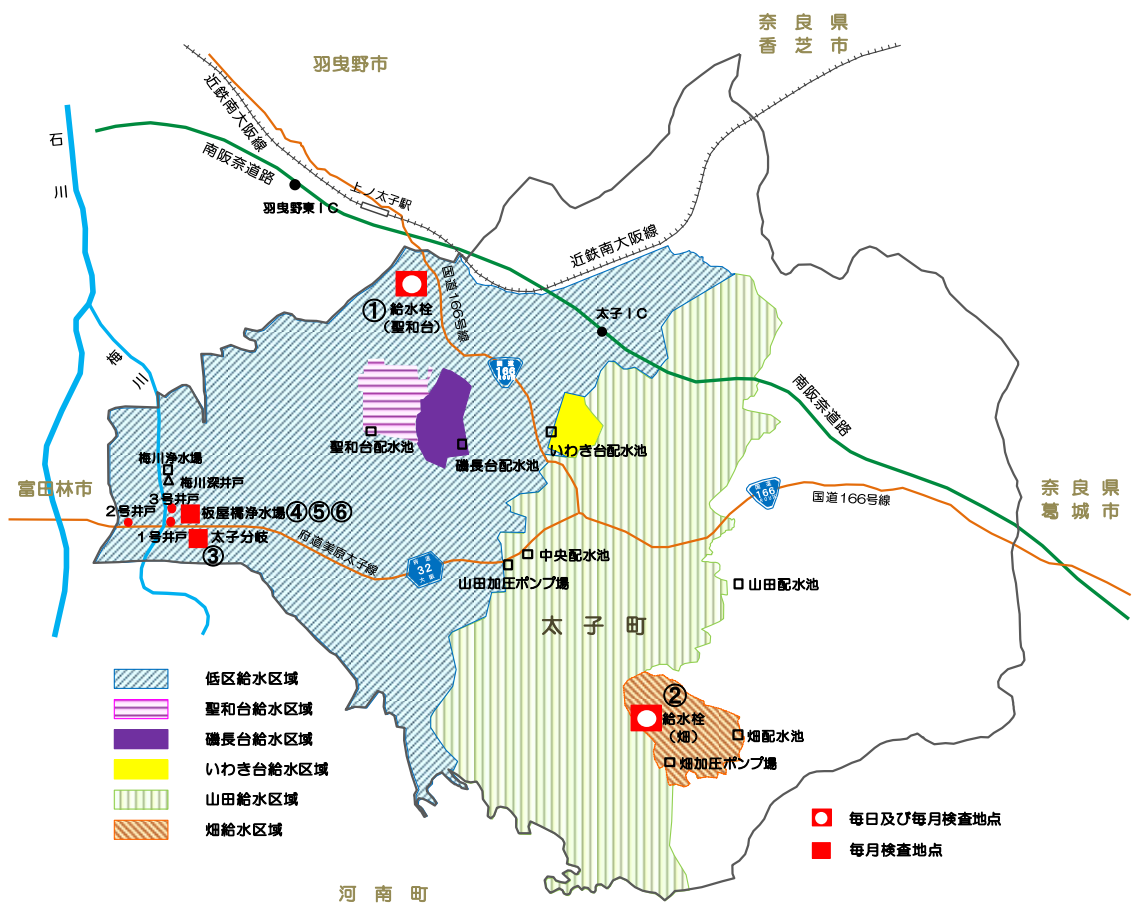 奈良県
香芝市
羽曳野市
近鉄南大阪線
石川
南阪奈道路
上ノ太子駅
羽曳野東IC
近鉄南大阪線
国道166号線
①給水栓
(聖和台)
太子IC
国道
166
梅川
南阪奈道路
聖和台配水池
磯長台配水池
いわき台配水池
梅川浄水場
梅川深井戸
富田林市
3号井戸
2号井戸
板屋橋浄水場④⑤⑥
1号井戸
太子分岐
③
府道美原太子線
国道
166
国道166号線
奈良県
葛城市
32
大阪
中央配水池
山田加圧ポンプ場
山田配水池
太子町
②
給水栓
(畑)
畑配水池
畑加圧ポンプ場
低区給水区域
聖和台給水区域
磯長台給水区域
いわき台給水区域
山田給水区域
畑給水区域
毎日及び毎月検査地点
毎月検査地点
河南町